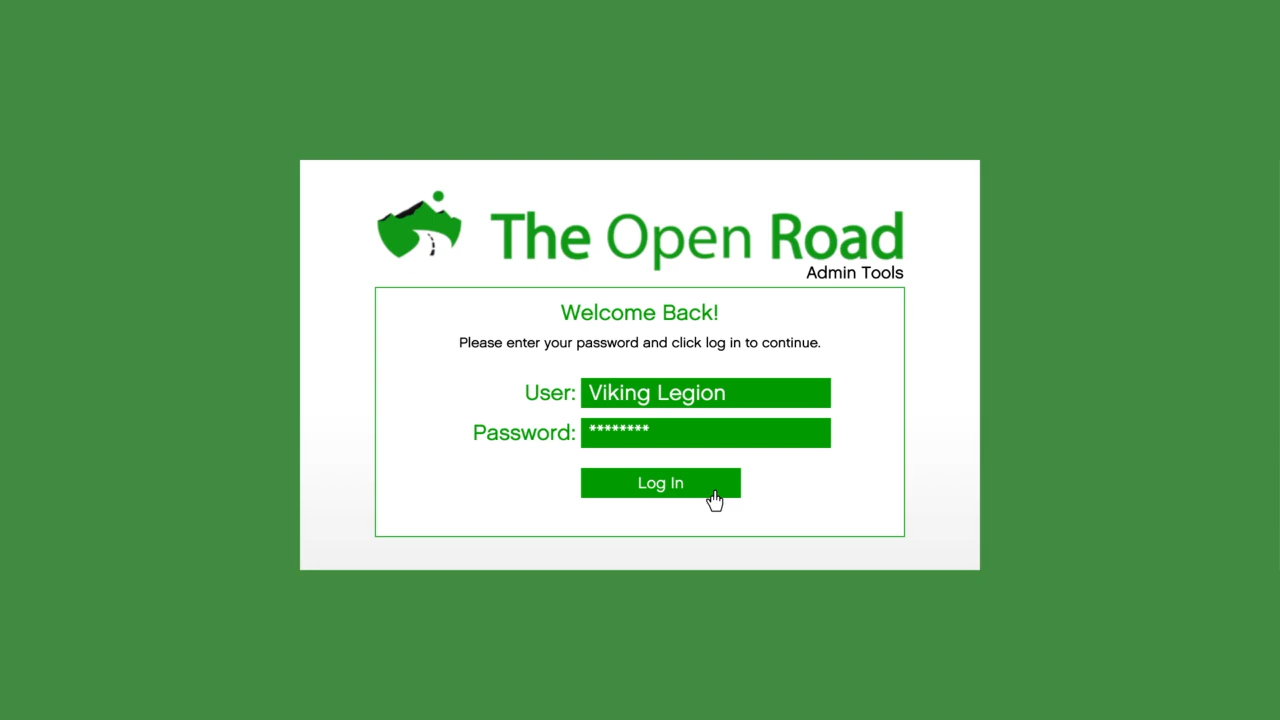 The Open Road
Admin Tools
Welcome Back!
Please enter your password and click log in to continue.
User: Viking Legion
Password: ********
Log In